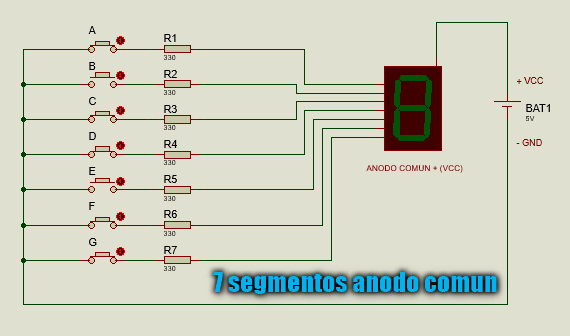 A
R1
330
B
R2
330
C
R3
330
D
R4
330
E
R5
330
F
R6
330
G
R7
330
ANODO COMUN + (VCC)
+ VCC
BAT1
5V
- GND
7 segmentos anodo comun